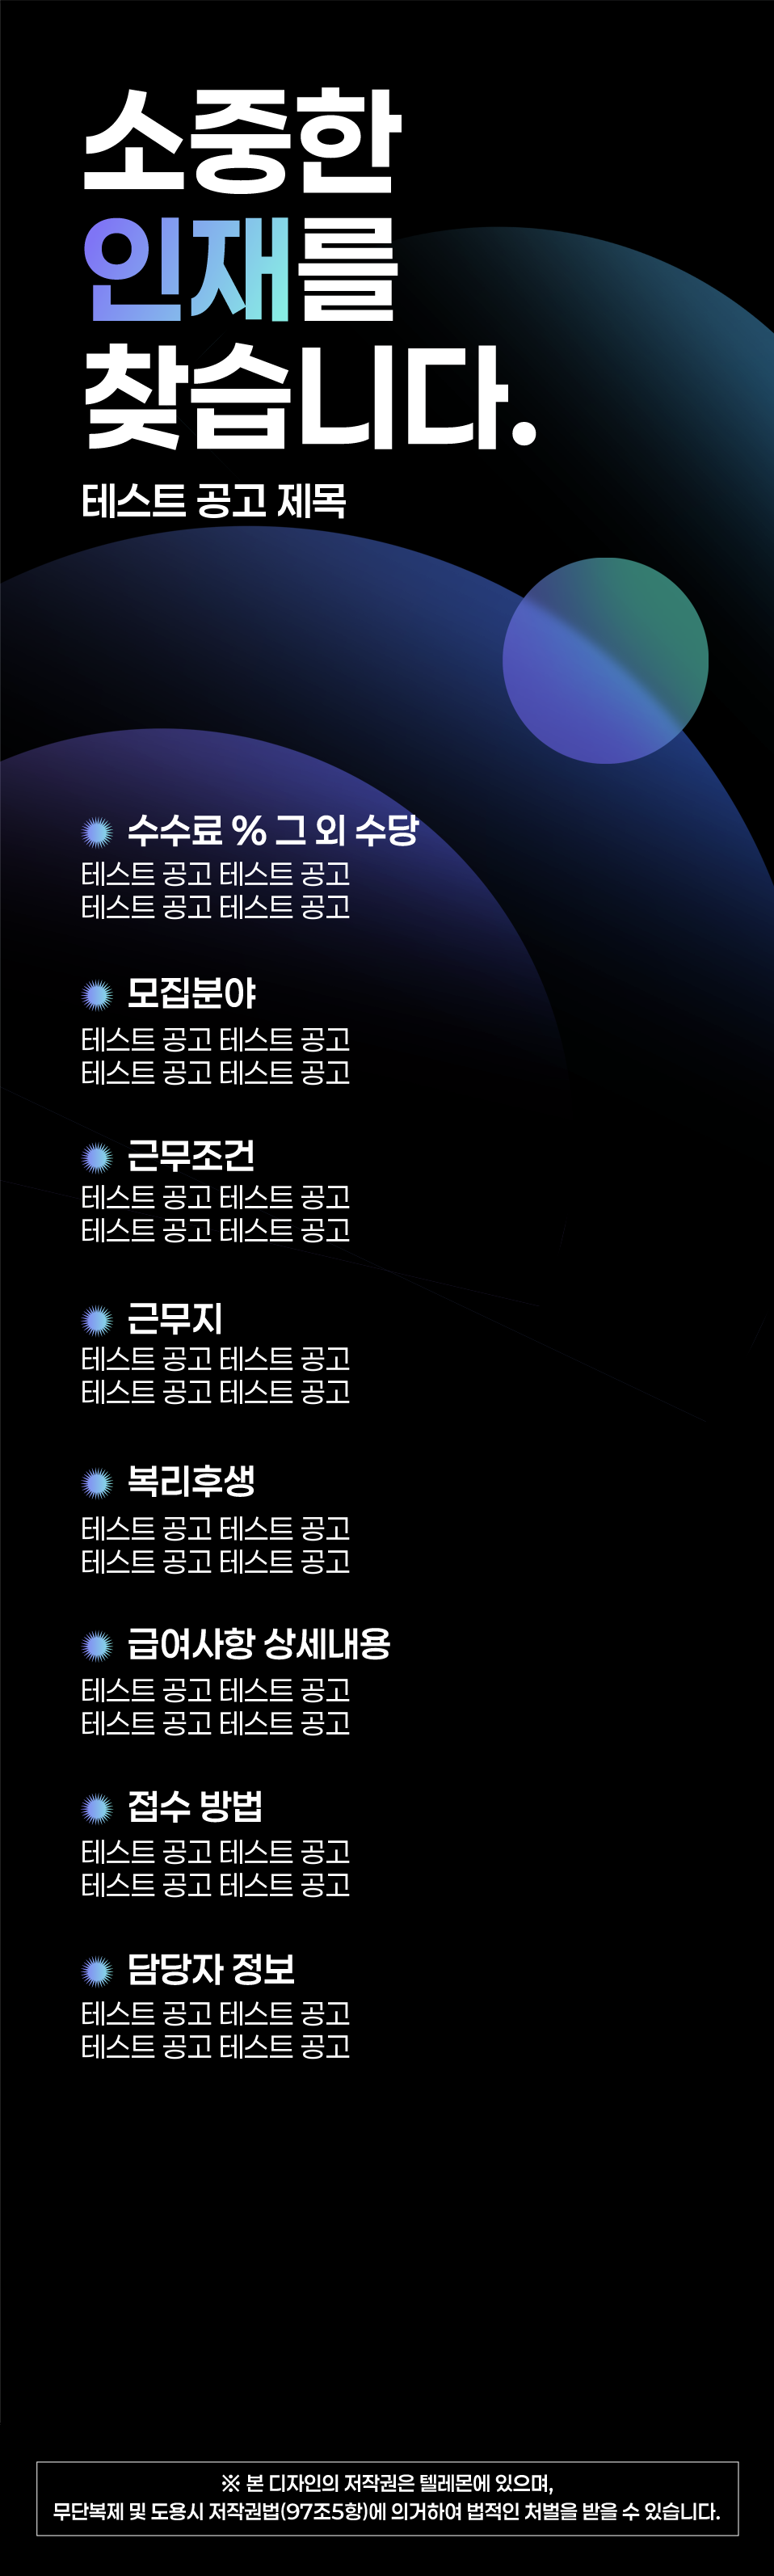 소중한
인재를
찾습니다.
테스트 공고 제목
수수료 % 그 외 수당
테스트 공고 테스트 공고
테스트 공고 테스트 공고
모집분야
테스트 공고 테스트 공고
테스트 공고 테스트 공고
근무조건
테스트 공고 테스트 공고
테스트 공고 테스트 공고
근무지
테스트 공고 테스트 공고
테스트 공고 테스트 공고
복리후생
테스트 공고 테스트 공고
테스트 공고 테스트 공고
급여사항 상세내용
테스트 공고 테스트 공고
테스트 공고 테스트 공고
접수 방법
테스트 공고 테스트 공고
테스트 공고 테스트 공고
담당자 정보
테스트 공고 테스트 공고
테스트 공고 테스트 공고
※ 본 디자인의 저작권은 텔레몬에 있으며,
무단복제 및 도용시 저작권법(97조5항)에 의거하여 법적인 처벌을 받을 수 있습니다.